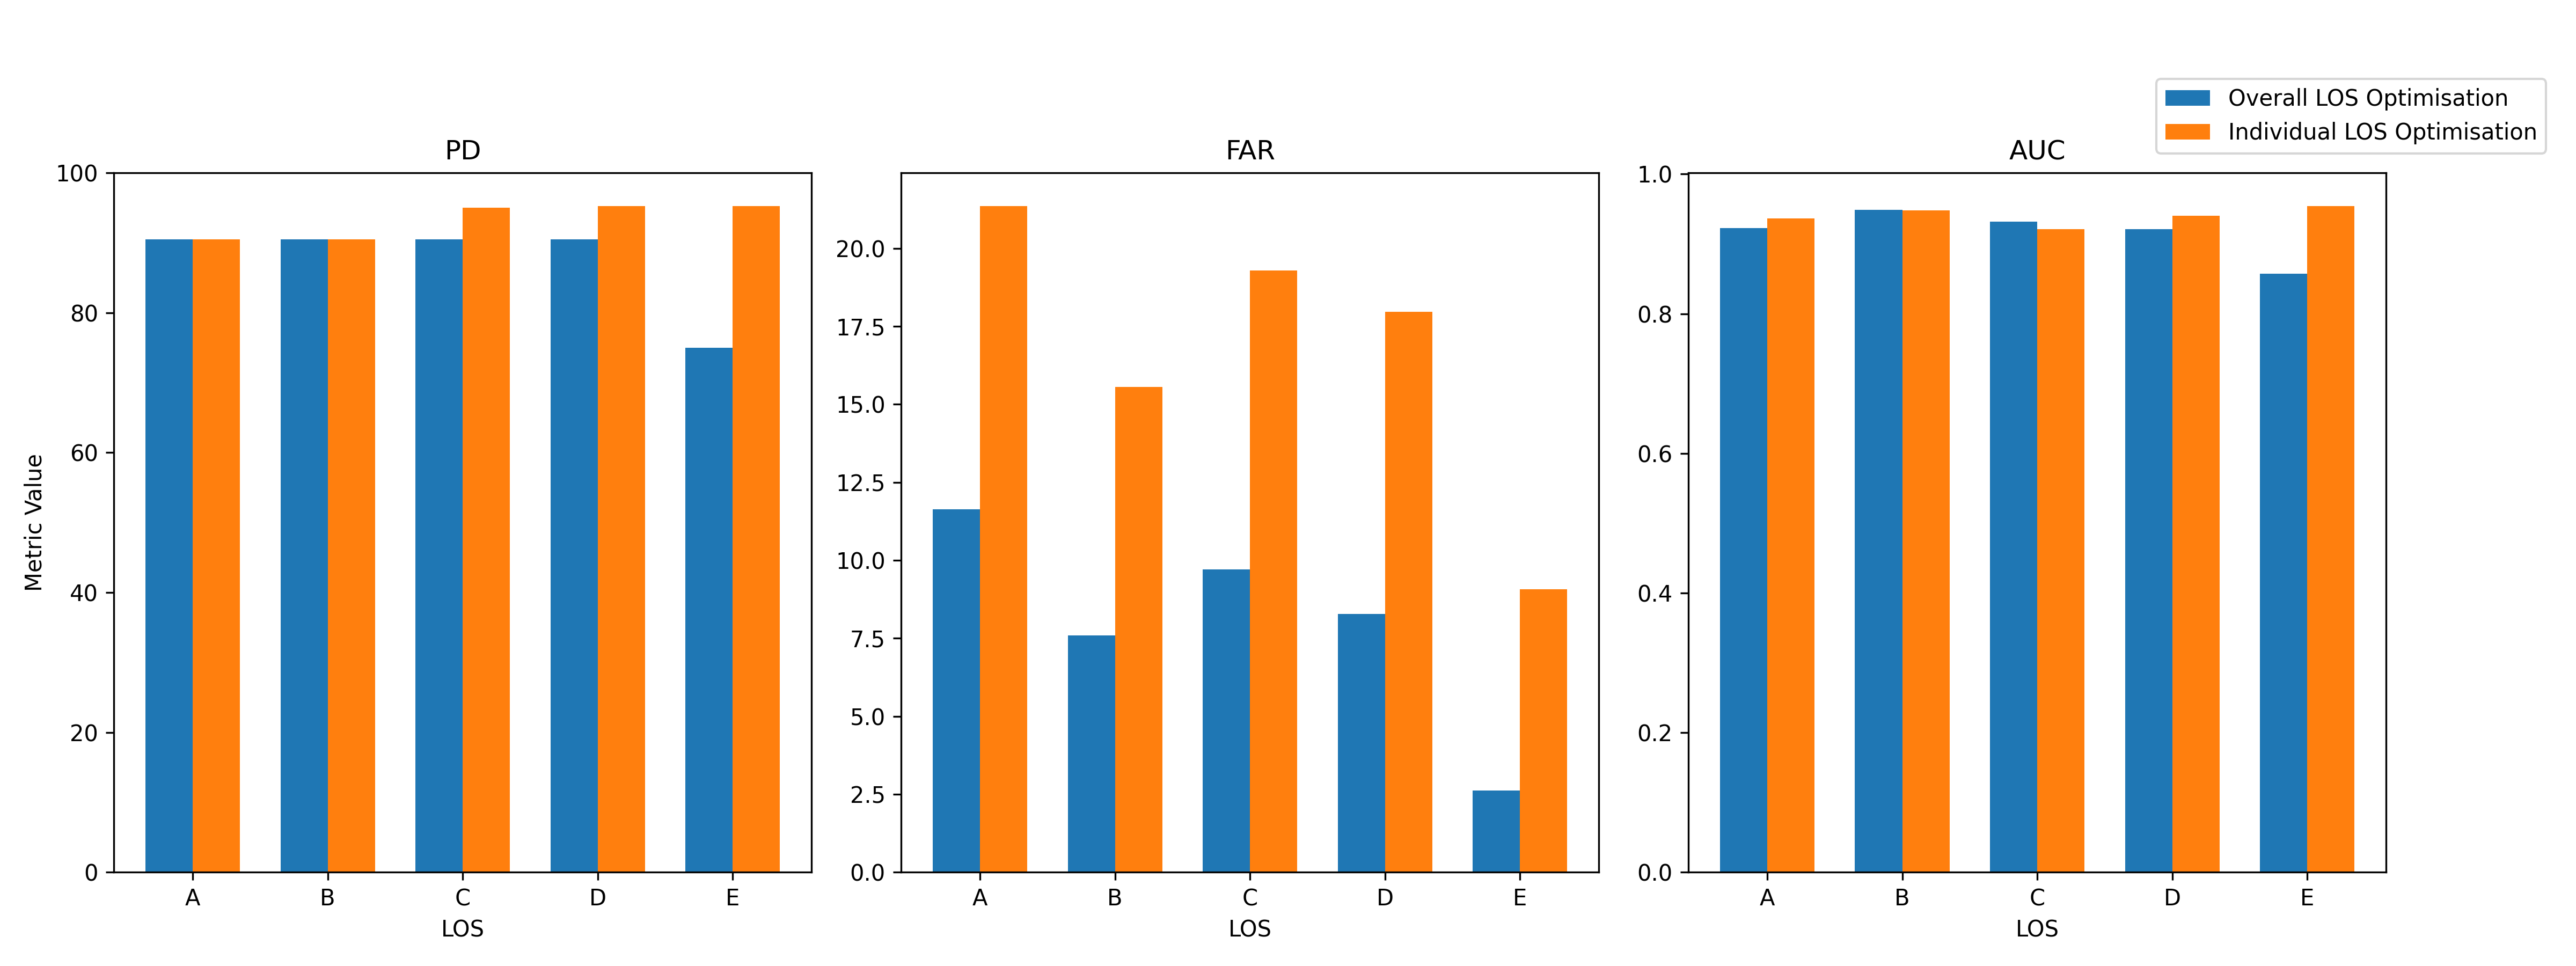 Overall LOS Optimisation
Individual LOS Optimisation
PD
FAR
AUC
Metric Value
100
80
60
40
20
0
A B C D E
LOS
20.0
17.5
15.0
12.5
10.0
7.5
5.0
2.5
0.0
A B C D E
LOS
1.0
0.8
0.6
0.4
0.2
0.0
A B C D E
LOS